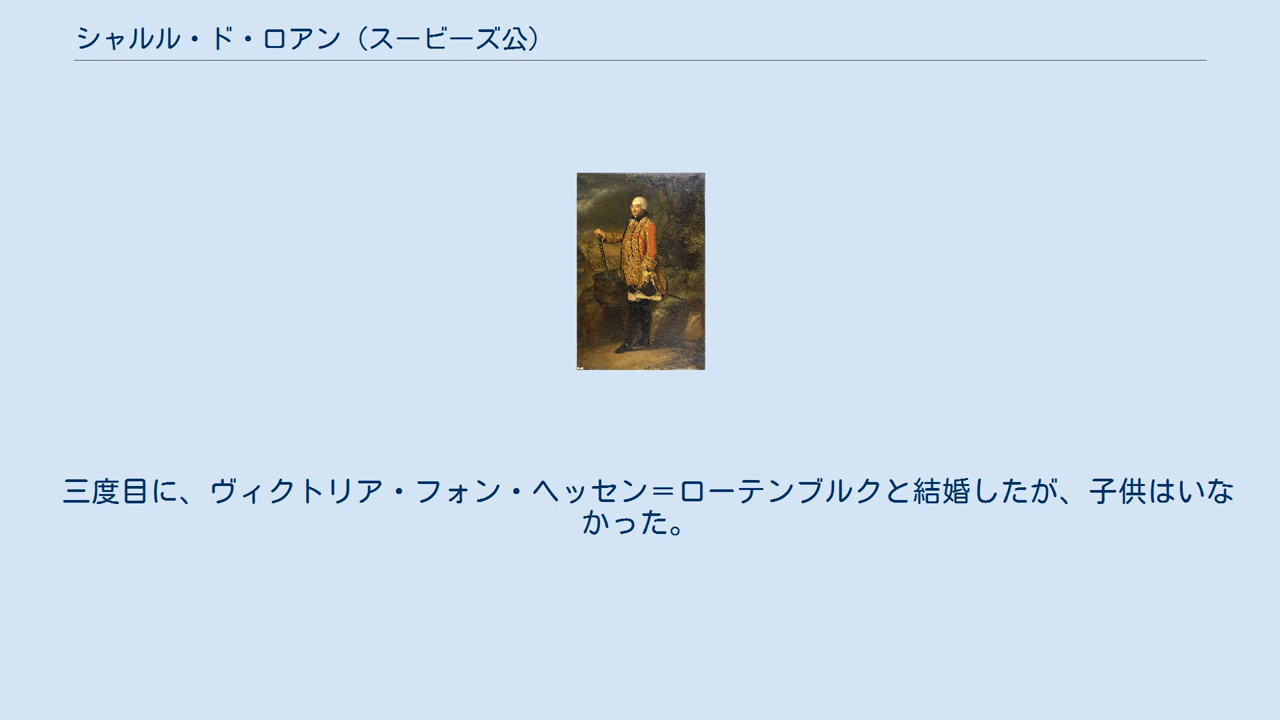 シャルル・ド・ロアン（スービーズ公）
三度目に、ヴィクトリア・フォン・ヘッセン＝ローテンブルクと結婚したが、子供はいな
かった。